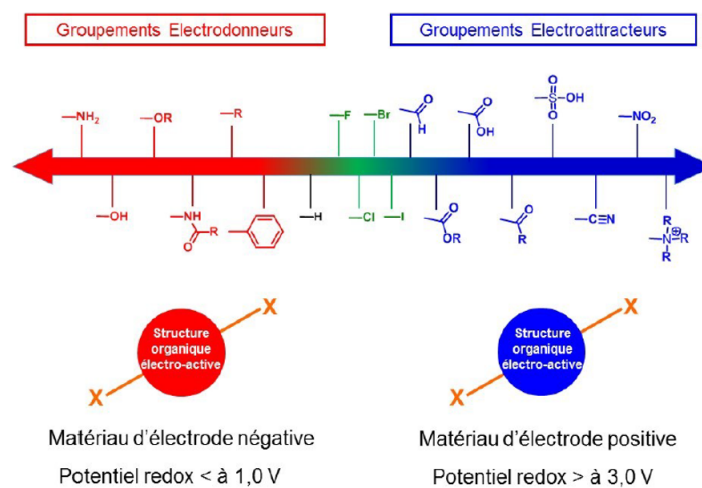 Groupements Electrodonneurs
Groupements Electroattracteurs
—NH₂
—OR
—R
—F
—Br
O
H
O
OH
O
S—OH
O
—NO₂
—OH
—NH
O
R
—H
—Cl
—I
O
OR
O
R
—C≡N
R
N⊕
R
R
X
Structure
organique
électro-active
X
X
Structure
organique
électro-active
X
Matériau d'électrode négative
Matériau d'électrode positive
Potentiel redox < à 1,0 V
Potentiel redox > à 3,0 V